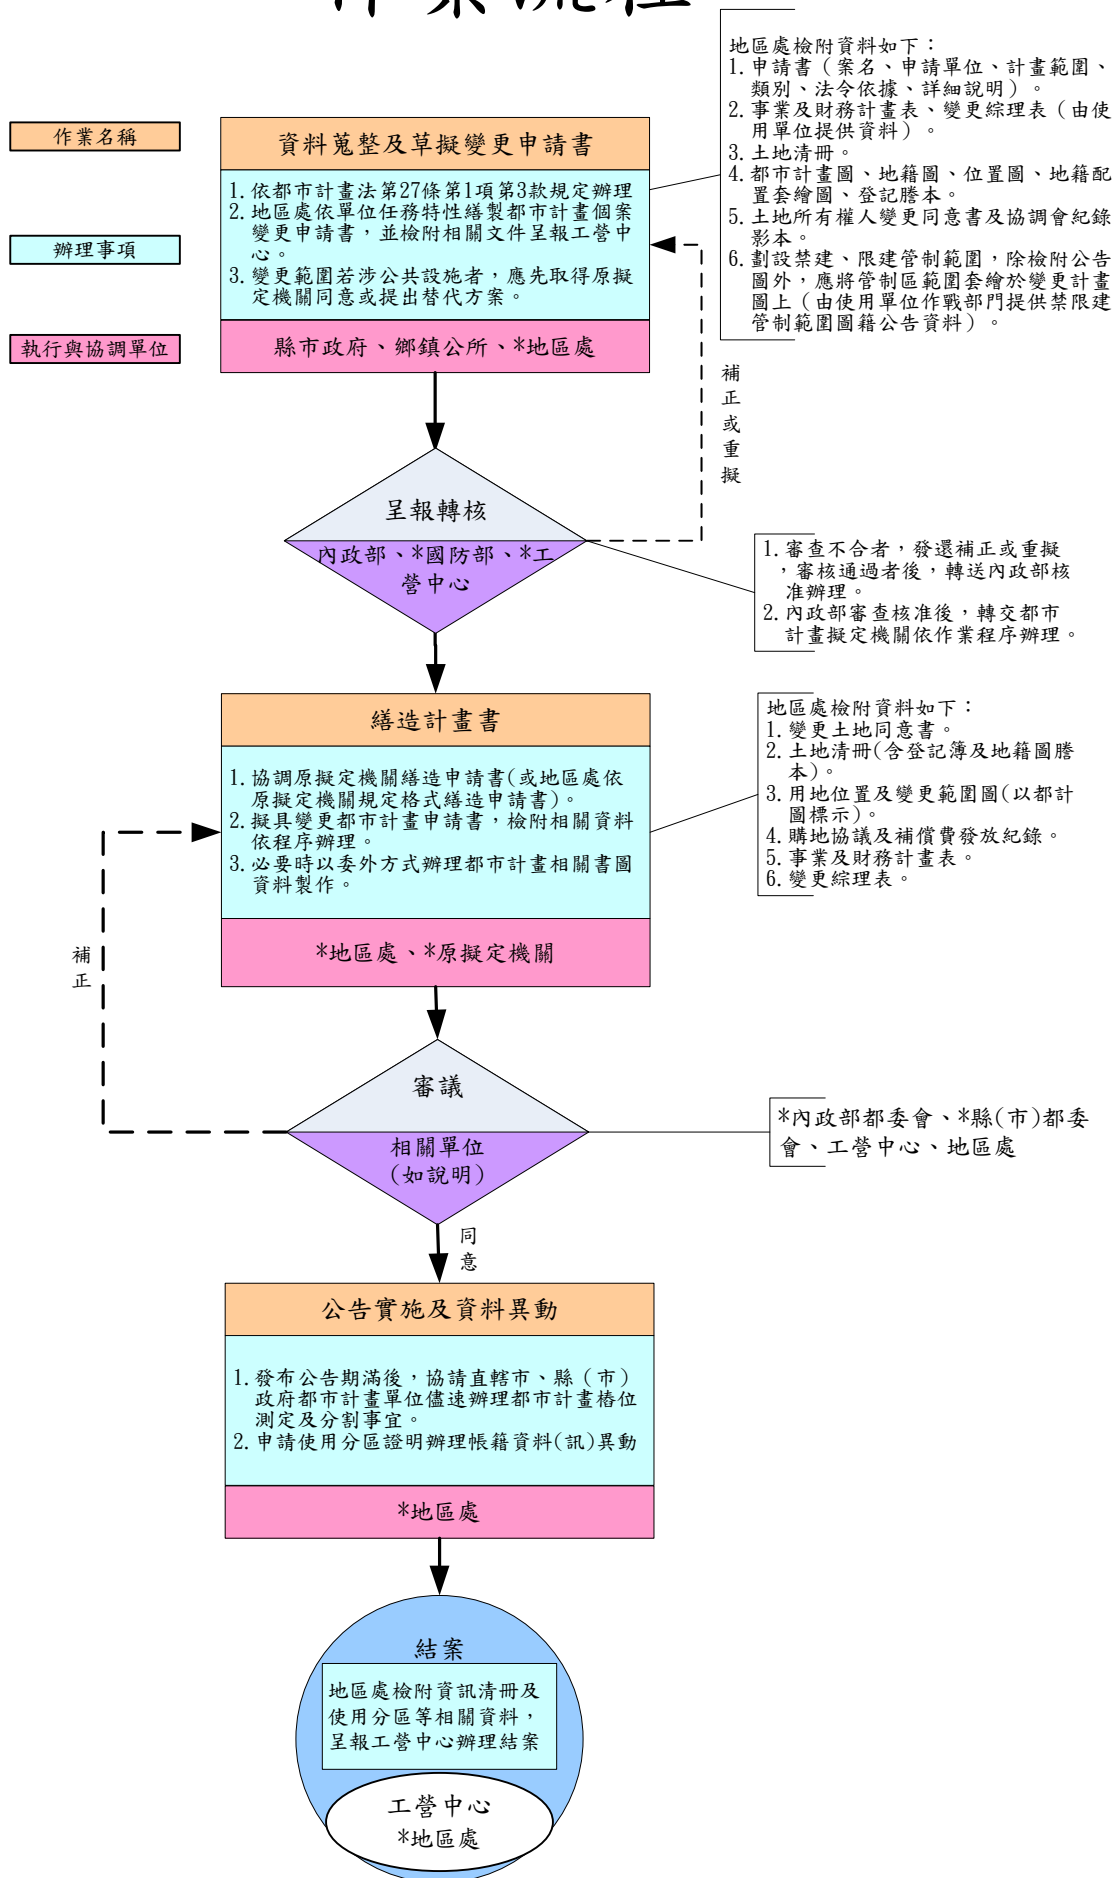 作業流程
地區處檢附資料如下：
1.申請書（案名、申請單位、計畫範圍、
類別、法令依據、詳細說明）。
2.事業及財務計畫表、變更綜理表（由使
用單位提供資料）。
3.土地清冊。
4.都市計畫圖、地籍圖、位置圖、地籍配
置套繪圖、登記謄本。
5.土地所有權人變更同意書及協調會紀錄
影本。
6.劃設禁建、限建管制範圍，除檢附公告
圖外，應將管制區範圍套繪於變更計畫
圖上（由使用單位作戰部門提供禁限建
管制範圍圖籍公告資料）。
作業名稱
辦理事項
執行與協調單位
資料蒐整及草擬變更申請書
1.依都市計畫法第27條第1項第3款規定辦理
2.地區處依單位任務特性繕製都市計畫個案
變更申請書，並檢附相關文件呈報工營中
心。
3.變更範圍若涉公共設施者，應先取得原擬
定機關同意或提出替代方案。
縣市政府、鄉鎮公所、*地區處
補
正
或
重
擬
呈報轉核
內政部、*國防部、*工
營中心
1.審查不合者，發還補正或重擬
，審核通過者後，轉送內政部核
准辦理。
2.內政部審查核准後，轉交都市
計畫擬定機關依作業程序辦理。
繕造計畫書
1.協調原擬定機關繕造申請書(或地區處依
原擬定機關規定格式繕造申請書)。
2.擬具變更都市計畫申請書，檢附相關資料
依程序辦理。
3.必要時以委外方式辦理都市計畫相關書圖
資料製作。
*地區處、*原擬定機關
地區處檢附資料如下：
1.變更土地同意書。
2.土地清冊(含登記簿及地籍圖謄
本)。
3.用地位置及變更範圍圖(以都計
圖標示)。
4.購地協議及補償費發放紀錄。
5.事業及財務計畫表。
6.變更綜理表。
補
正
審議
相關單位
(如說明)
*內政部都委會、*縣(市)都委
會、工營中心、地區處
同
意
公告實施及資料異動
1.發布公告期滿後，協請直轄市、縣（市）
政府都市計畫單位儘速辦理都市計畫樁位
測定及分割事宜。
2.申請使用分區證明辦理帳籍資料(訊)異動
*地區處
結案
地區處檢附資訊清冊及
使用分區等相關資料，
呈報工營中心辦理結案
工營中心
*地區處